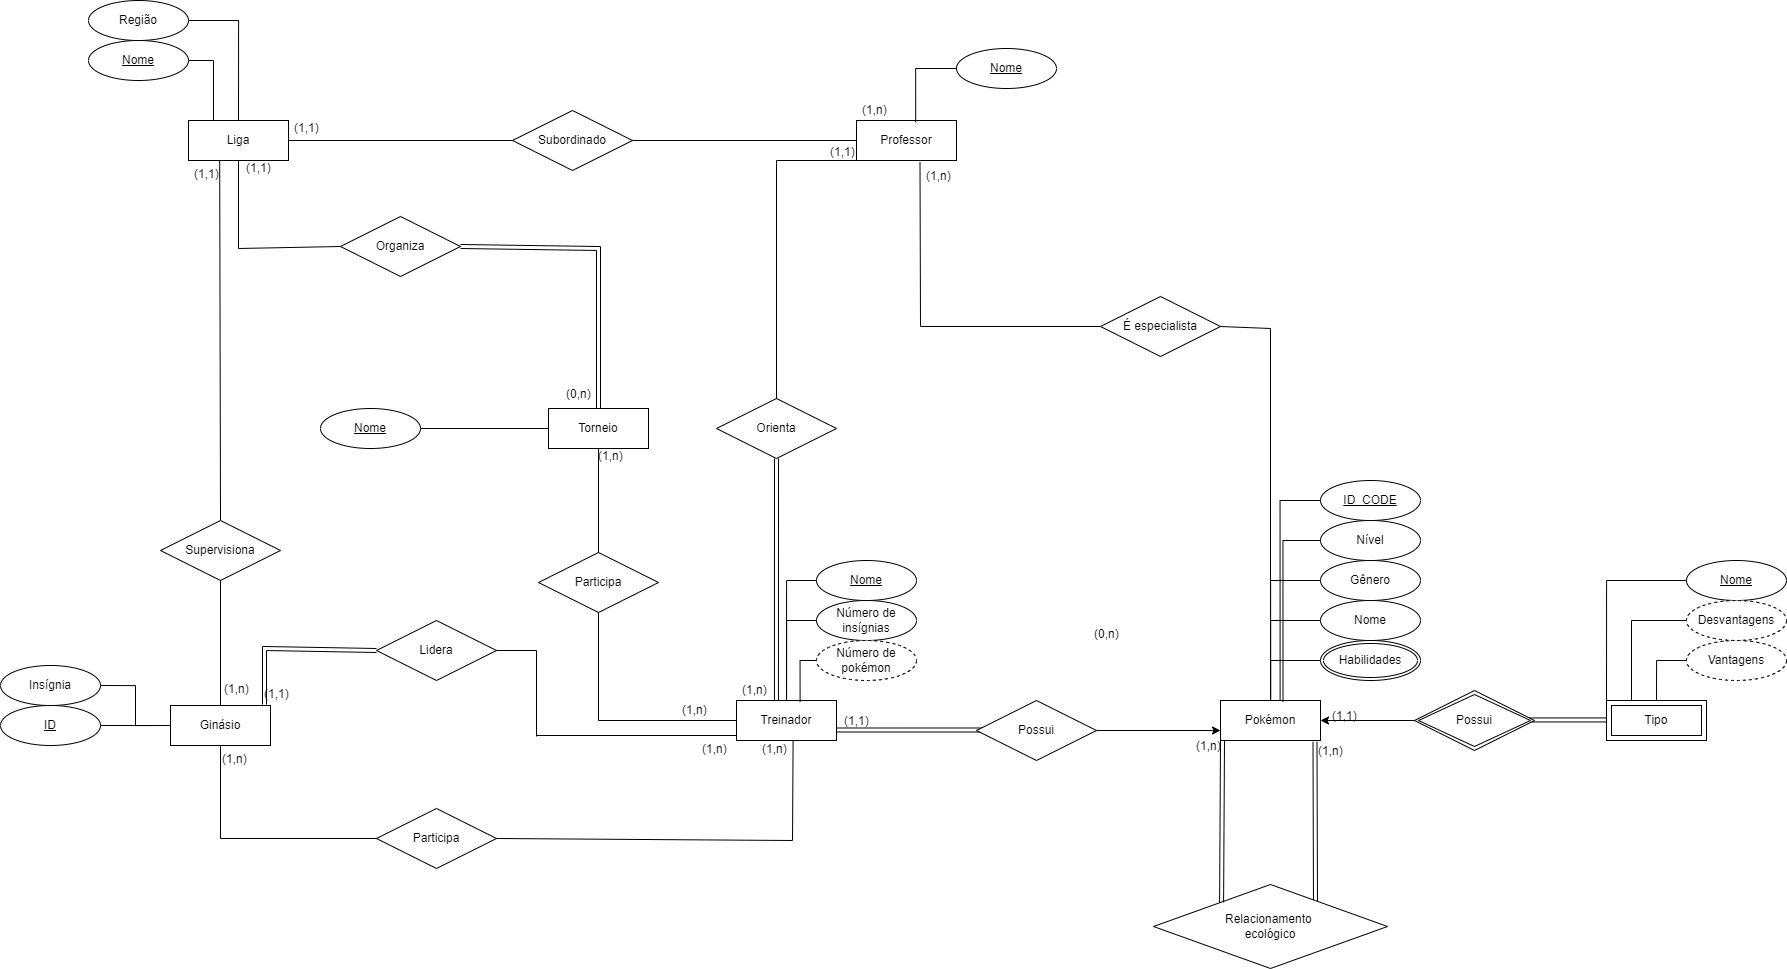 Região
Nome
Nome
(1,n)
(1,1)
Liga
Subordinado
Professor
(1,1)
(1,1)
(1,1)
(1,n)
Organiza
É especialista
(0,n)
Nome
Torneio
Orienta
(1,n)
ID_CODE
Nível
Supervisiona
Participa
Nome
Gênero
Nome
Número de
insígnias
Nome
Desvantagens
(0,n)
Lidera
Número de
pokémon
Habilidades
Vantagens
Insígnia
(1,n)
(1,1)
(1,n)
(1,n)
ID
Ginásio
Treinador
(1,1)
Possui
Pokémon
(1,1)
Possui
Tipo
(1,n)
(1,n)
(1,n)
(1,n)
(1,n)
Participa
Relacionamento
ecológico